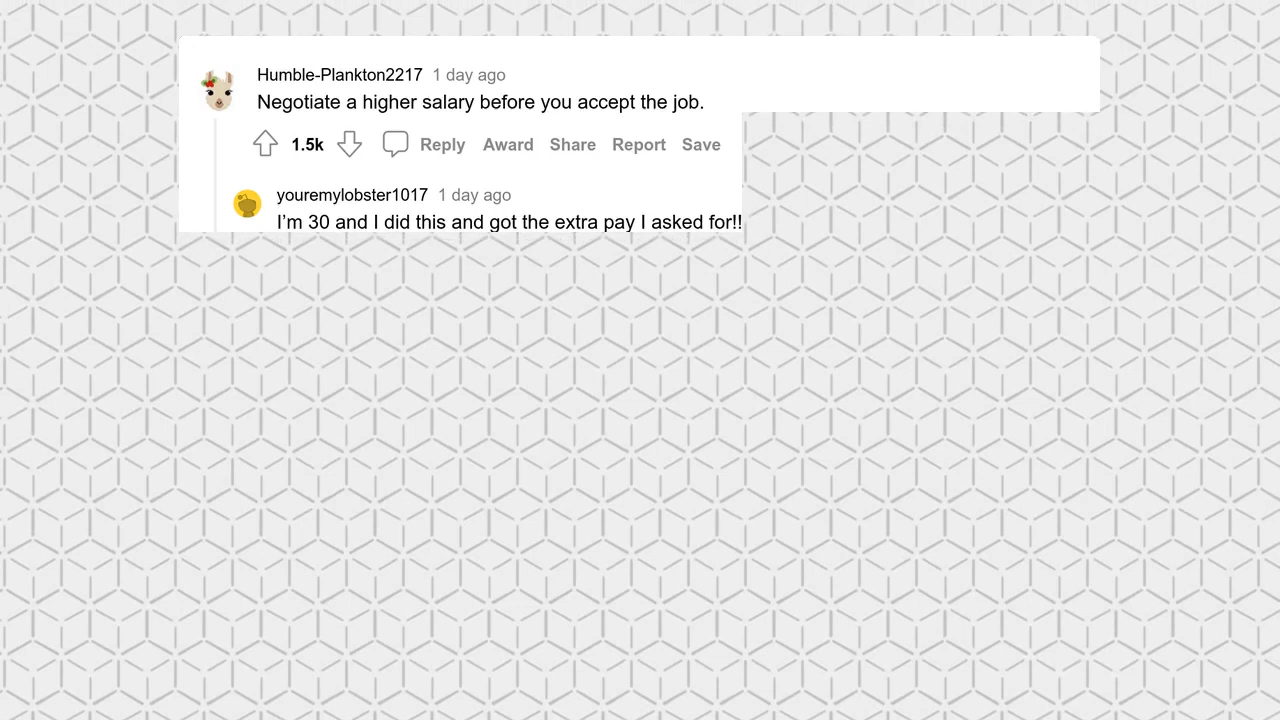 Humble-Plankton2217 1 day ago
Negotiate a higher salary before you accept the job.
1.5k Reply Award Share Report Save
youremylobster1017 1 day ago
I’m 30 and I did this and got the extra pay I asked for!!